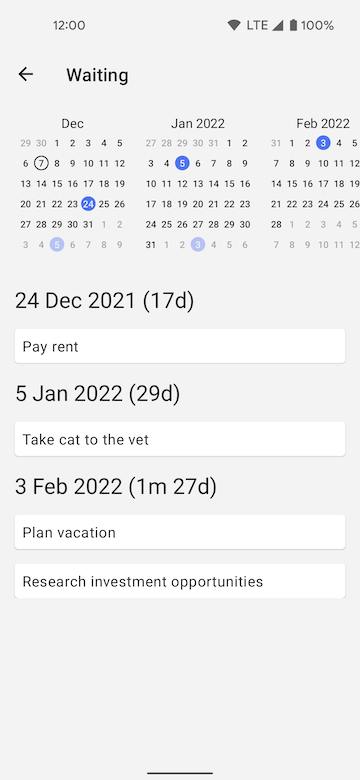 12:00 LTE 100%
Waiting
Dec Jan 2022 Feb 2022
29 30 1 2 3 4 5 27 28 29 30 31 1 2 31 1 2 3 4 5
6 7 8 9 10 11 12 3 4 5 6 7 8 9 7 8 9 10 11 12
13 14 15 16 17 18 19 10 11 12 13 14 15 16 14 15 16 17 18 19
20 21 22 23 24 25 26 17 18 19 20 21 22 23 21 22 23 24 25 26
27 28 29 30 31 1 2 24 25 26 27 28 29 30 28 1 2 3 4 5
3 4 5 6 7 8 9 31 1 2 3 4 5 6 7 8 9 10 11 12
24 Dec 2021 (17d)
Pay rent
5 Jan 2022 (29d)
Take cat to the vet
3 Feb 2022 (1m 27d)
Plan vacation
Research investment opportunities